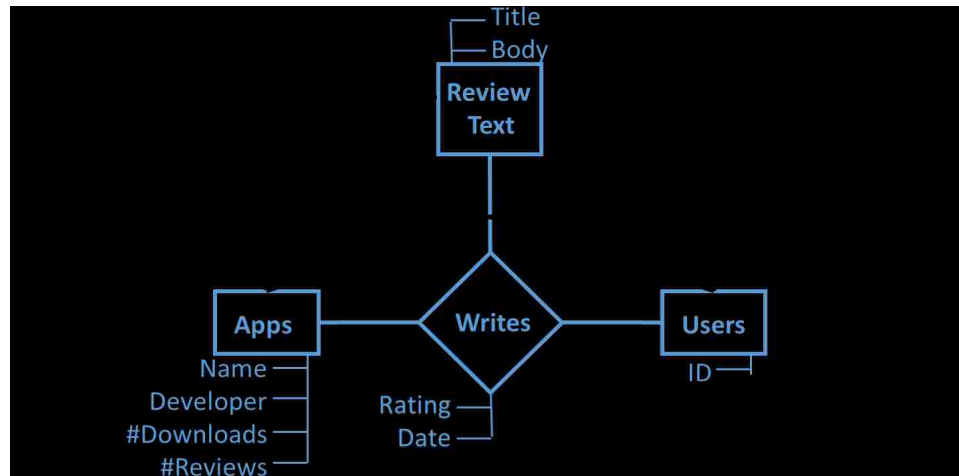 Title
Body
Review
Text
Apps
Writes
Users
Name
Developer
#Downloads
#Reviews
Rating
Date
ID